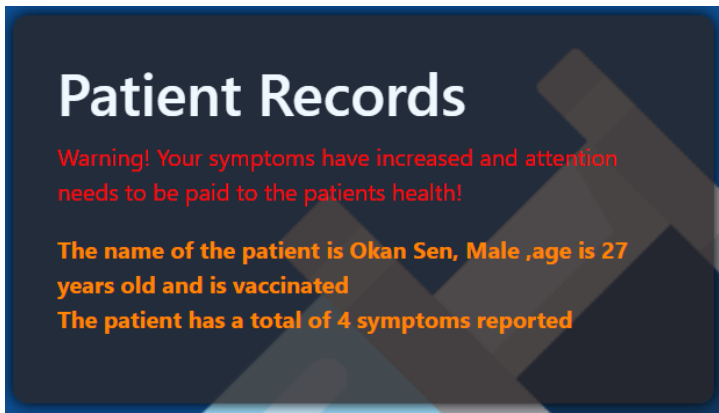 Patient Records
Warning! Your symptoms have increased and attention
needs to be paid to the patients health!
The name of the patient is Okan Sen, Male ,age is 27
years old and is vaccinated
The patient has a total of 4 symptoms reported